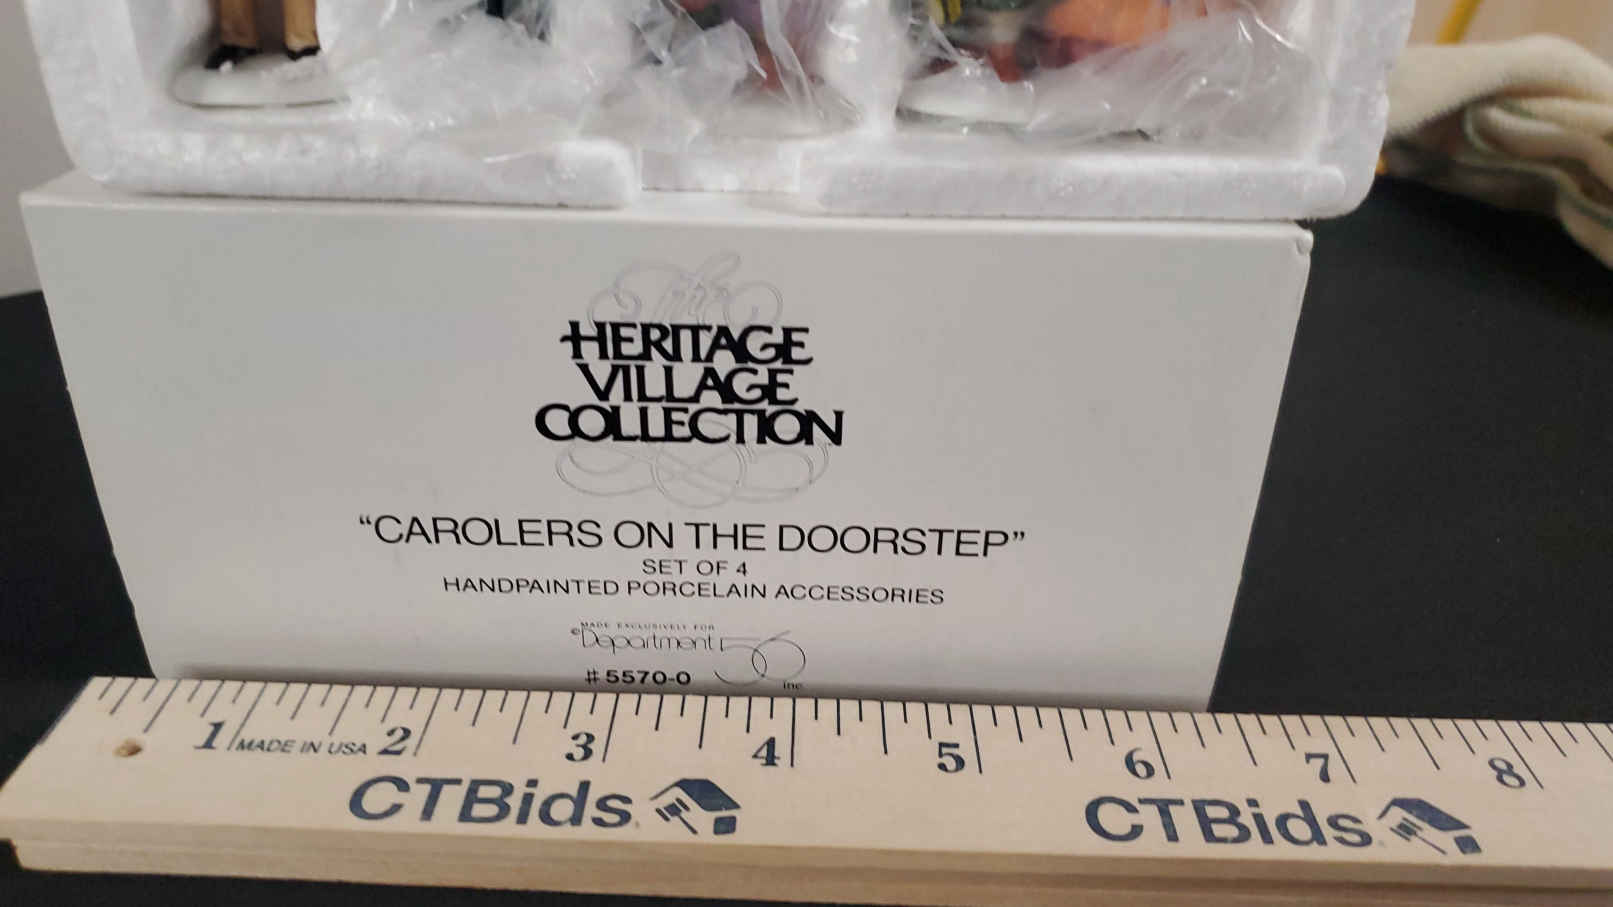 The
HERITAGE
VILLAGE
COLLECTION
“CAROLERS ON THE DOORSTEP”
SET OF 4
HANDPAINTED PORCELAIN ACCESSORIES
MADE EXCLUSIVELY FOR
©Department 56 inc.
#5570-0
1 MADE IN USA 2 3 4 5 6 7 8
CTBids CTBids